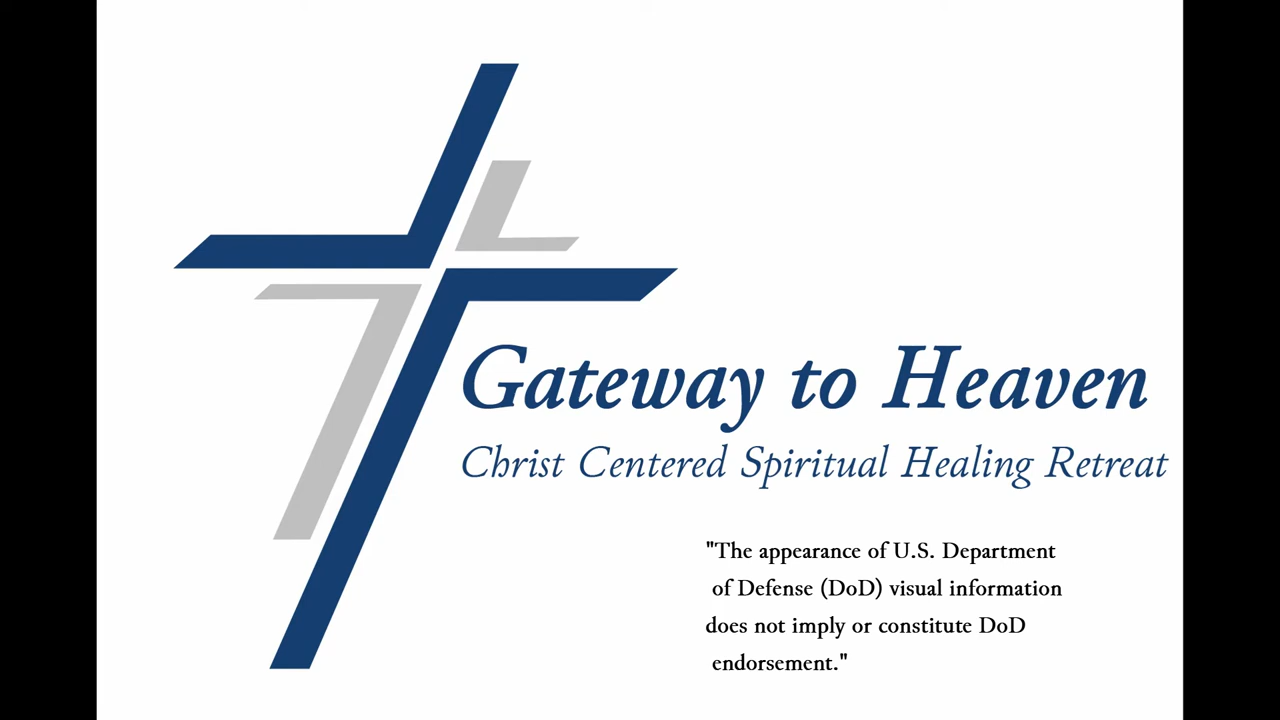 Gateway to Heaven
Christ Centered Spiritual Healing Retreat
"The appearance of U.S. Department
of Defense (DoD) visual information
does not imply or constitute DoD
endorsement."